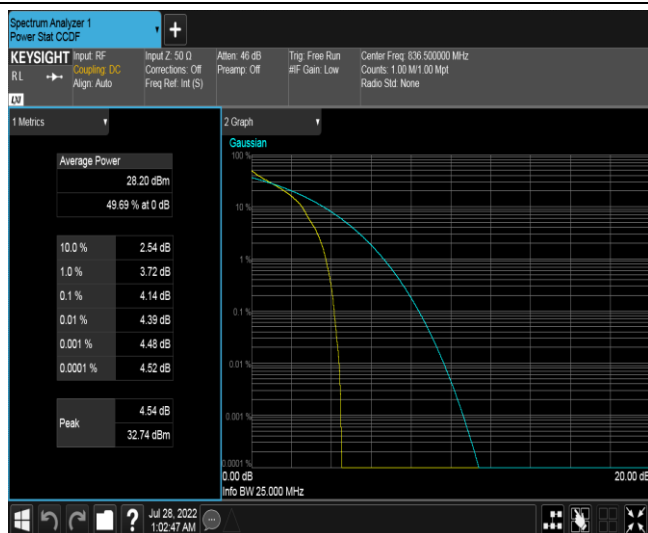 Spectrum Analyzer 1
Power Stat CCDF
+
KEYSIGHT
RL
LXI
Input: RF
Coupling: DC
Align: Auto
Input Z: 50 Ω
Corrections: Off
Freq Ref: Int (S)
Atten: 46 dB
Preamp: Off
Trig: Free Run
#IF Gain: Low
Center Freq: 836.500000 MHz
Counts: 1.00 M/1.00 Mpt
Radio Std: None
1 Metrics
Average Power
28.20 dBm
49.69 % at 0 dB
10.0 % 2.54 dB
1.0 % 3.72 dB
0.1 % 4.14 dB
0.01 % 4.39 dB
0.001 % 4.48 dB
0.0001 % 4.52 dB
Peak
4.54 dB
32.74 dBm
2 Graph
Gaussian
100 %
10 %
1 %
0.1 %
0.01 %
0.001 %
0.0001 %
0.00 dB
20.00 dB
Info BW 25.000 MHz
?
Jul 28, 2022
1:02:47 AM